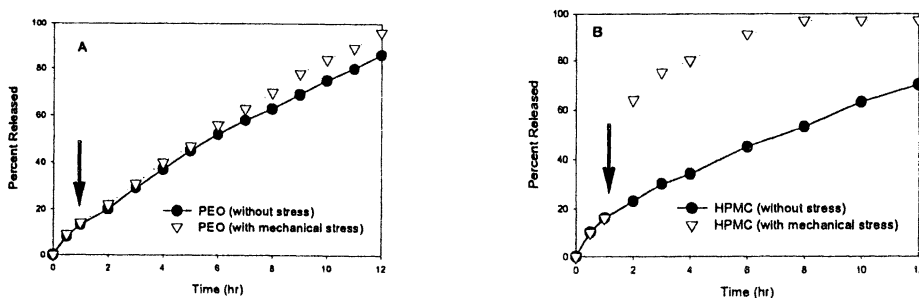 A
Percent Released
100
80
60
40
20
0
PEO (without stress)
PEO (with mechanical stress)
0 2 4 6 8 10 12
Time (hr)
B
Percent Released
100
80
60
40
20
0
HPMC (without stress)
HPMC (with mechanical stress)
0 2 4 6 8 10
Time (hr)